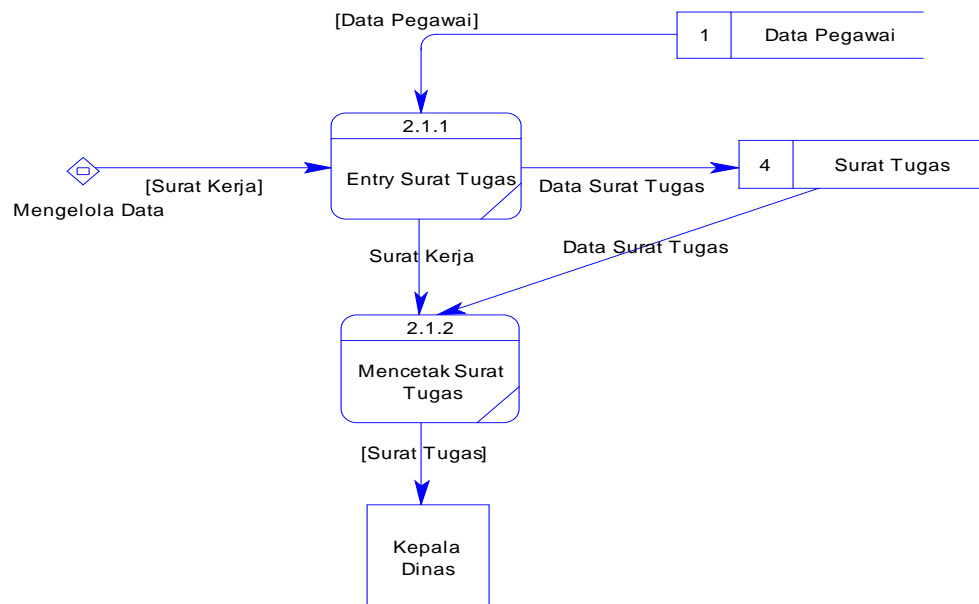 [Data Pegawai]
1
Data Pegawai
2.1.1
Entry Surat Tugas
[Surat Kerja]
Mengelola Data
Data Surat Tugas
4
Surat Tugas
Surat Kerja
Data Surat Tugas
2.1.2
Mencetak Surat
Tugas
[Surat Tugas]
Kepala
Dinas